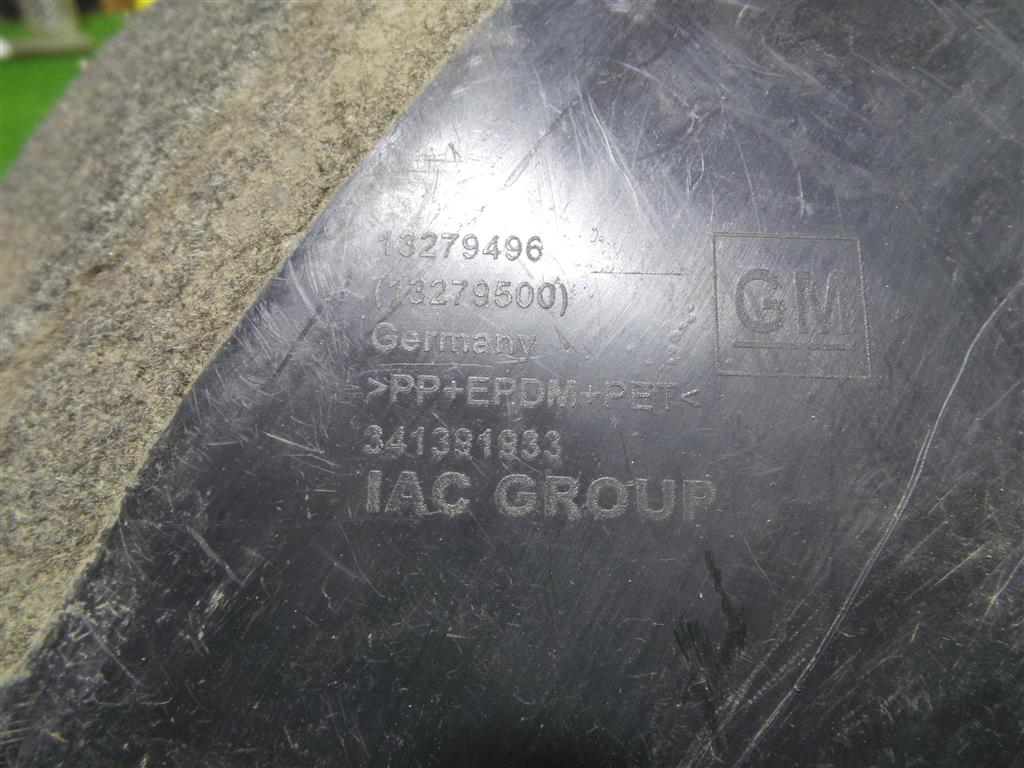 13279496
(13279500)
GM
Germany
>PP+EPDM+PET<
341391933
IAC GROUP